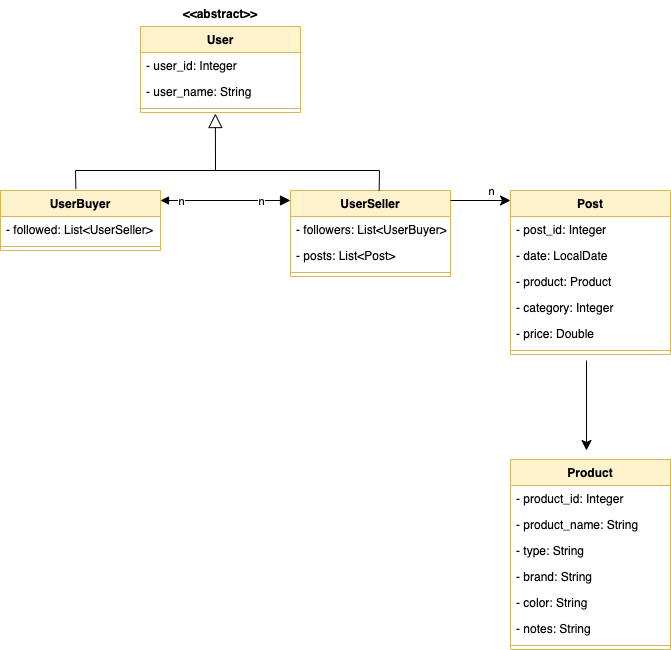 <<abstract>>
User
- user_id: Integer
- user_name: String
UserBuyer
- followed: List<UserSeller>
n
n
UserSeller
- followers: List<UserBuyer>
- posts: List<Post>
n
Post
- post_id: Integer
- date: LocalDate
- product: Product
- category: Integer
- price: Double
Product
- product_id: Integer
- product_name: String
- type: String
- brand: String
- color: String
- notes: String